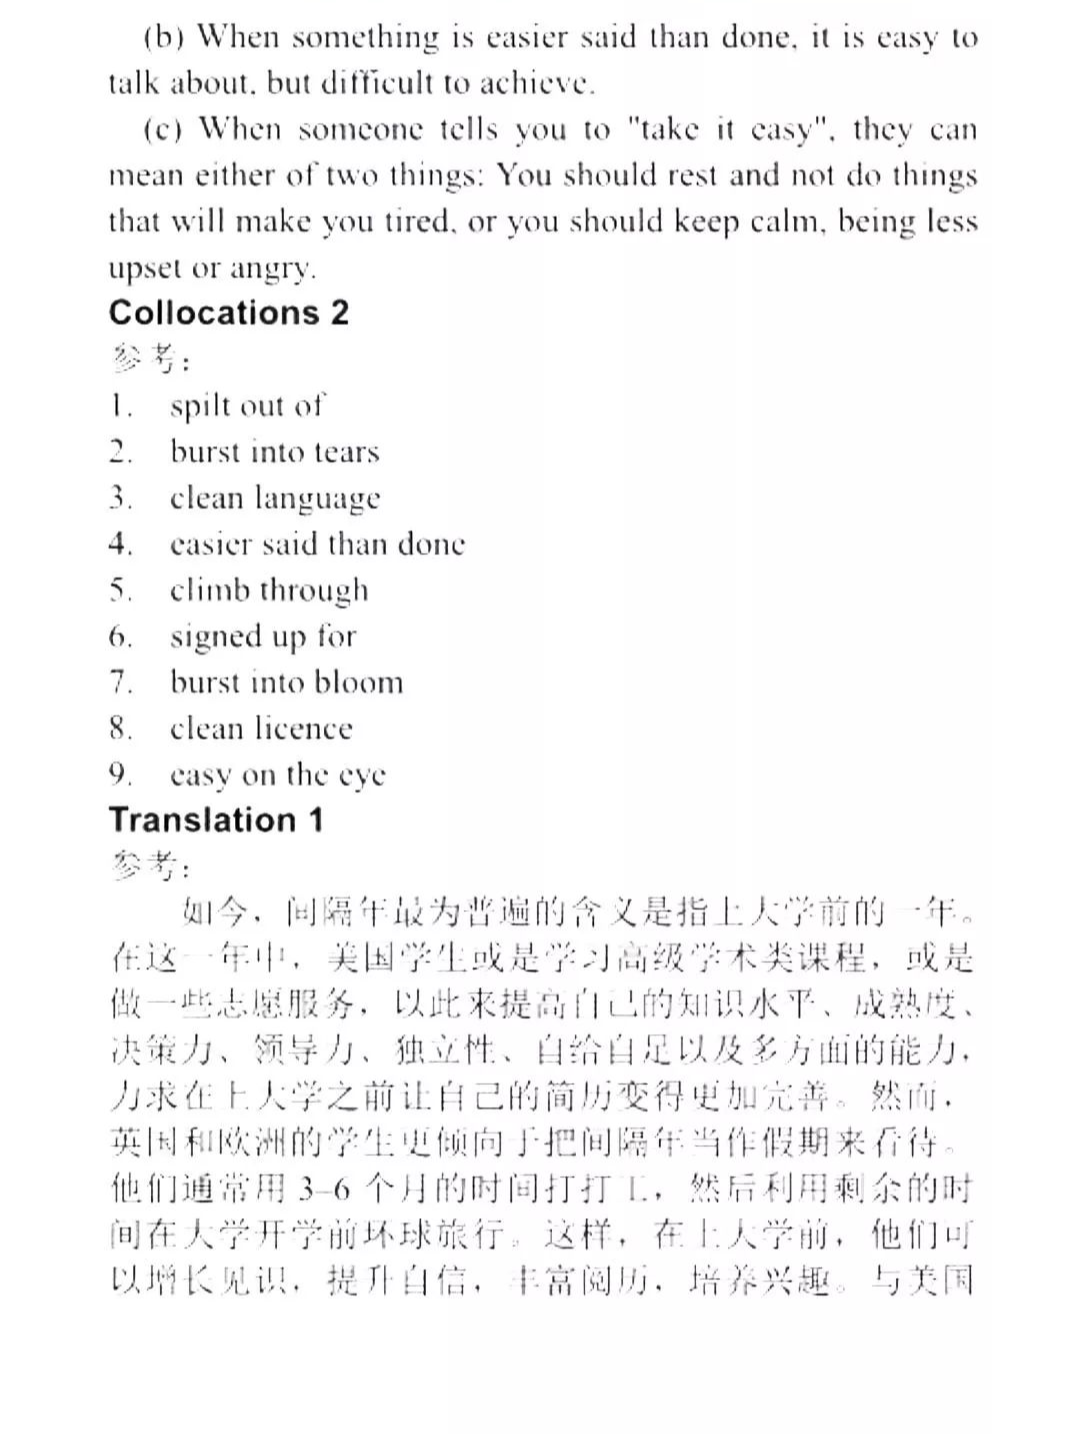 (b) When something is easier said than done, it is easy to
talk about, but difficult to achieve.
(c) When someone tells you to "take it easy", they can
mean either of two things: You should rest and not do things
that will make you tired, or you should keep calm, being less
upset or angry.
Collocations 2
参考:
1. spilt out of
2. burst into tears
3. clean language
4. easier said than done
5. climb through
6. signed up for
7. burst into bloom
8. clean licence
9. easy on the eye
Translation 1
参考:
如今，间隔年最为普遍的含义是指上大学前的一年。
在这一年中，美国学生或是学习高级学术类课程，或是
做一些志愿服务，以此来提高自己的知识水平、成熟度、
决策力、领导力、独立性、自给自足以及多方面的能力，
力求在上大学之前让自己的简历变得更加完善。然而，
英国和欧洲的学生更倾向于把间隔年当作假期来看待。
他们通常用 3–6 个月的时间打打工，然后利用剩余的时
间在大学开学前环球旅行。这样，在上大学前，他们可
以增长见识，提升自信，丰富阅历，培养兴趣。与美国